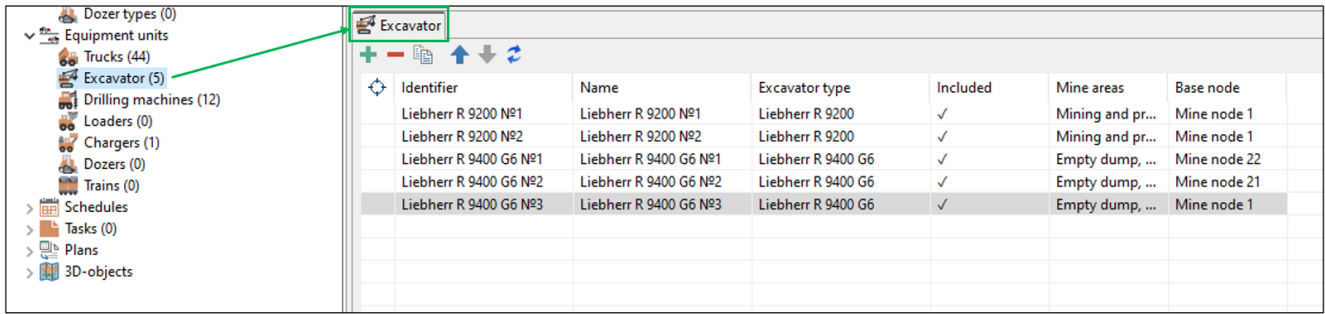 Dozer types (0)
Equipment units
Trucks (44)
Excavator (5)
Drilling machines (12)
Loaders (0)
Chargers (1)
Dozers (0)
Trains (0)
Schedules
Tasks (0)
Plans
3D-objects
Excavator
Identifier Name Excavator type Included Mine areas Base node
Liebherr R 9200 №1 Liebherr R 9200 №1 Liebherr R 9200 ✓ Mining and pr... Mine node 1
Liebherr R 9200 №2 Liebherr R 9200 №2 Liebherr R 9200 ✓ Mining and pr... Mine node 1
Liebherr R 9400 G6 №1 Liebherr R 9400 G6 №1 Liebherr R 9400 G6 ✓ Empty dump, ... Mine node 22
Liebherr R 9400 G6 №2 Liebherr R 9400 G6 №2 Liebherr R 9400 G6 ✓ Empty dump, ... Mine node 21
Liebherr R 9400 G6 №3 Liebherr R 9400 G6 №3 Liebherr R 9400 G6 ✓ Empty dump, ... Mine node 1